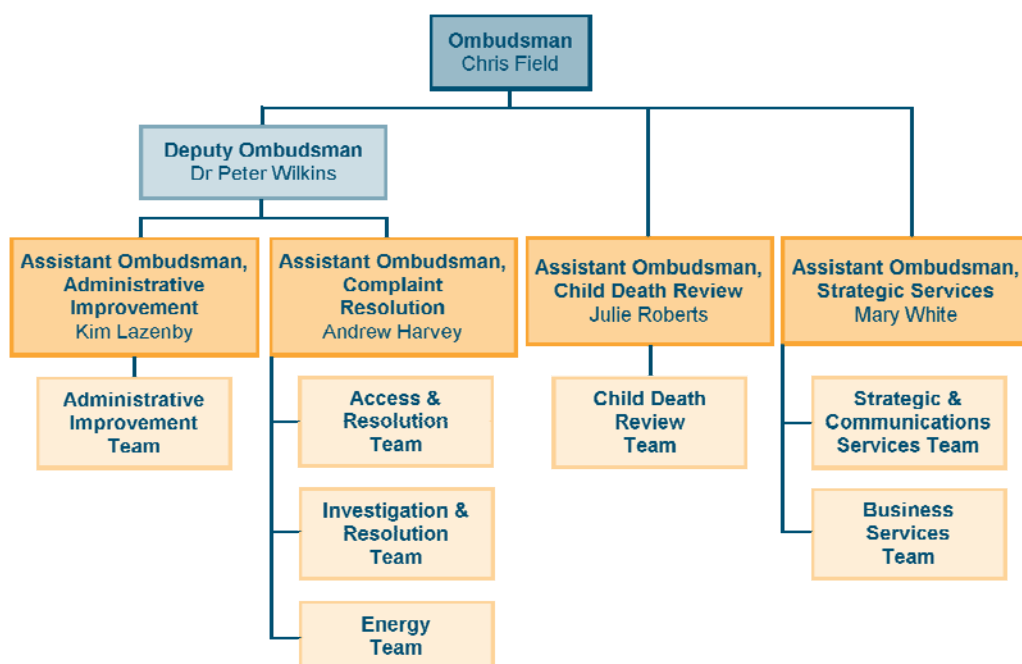 Ombudsman
Chris Field
Deputy Ombudsman
Dr Peter Wilkins
Assistant Ombudsman,
Administrative
Improvement
Kim Lazenby
Assistant Ombudsman,
Complaint
Resolution
Andrew Harvey
Assistant Ombudsman,
Child Death Review
Julie Roberts
Assistant Ombudsman,
Strategic Services
Mary White
Administrative
Improvement
Team
Access &
Resolution
Team
Investigation &
Resolution
Team
Energy
Team
Child Death
Review
Team
Strategic &
Communications
Services Team
Business
Services
Team